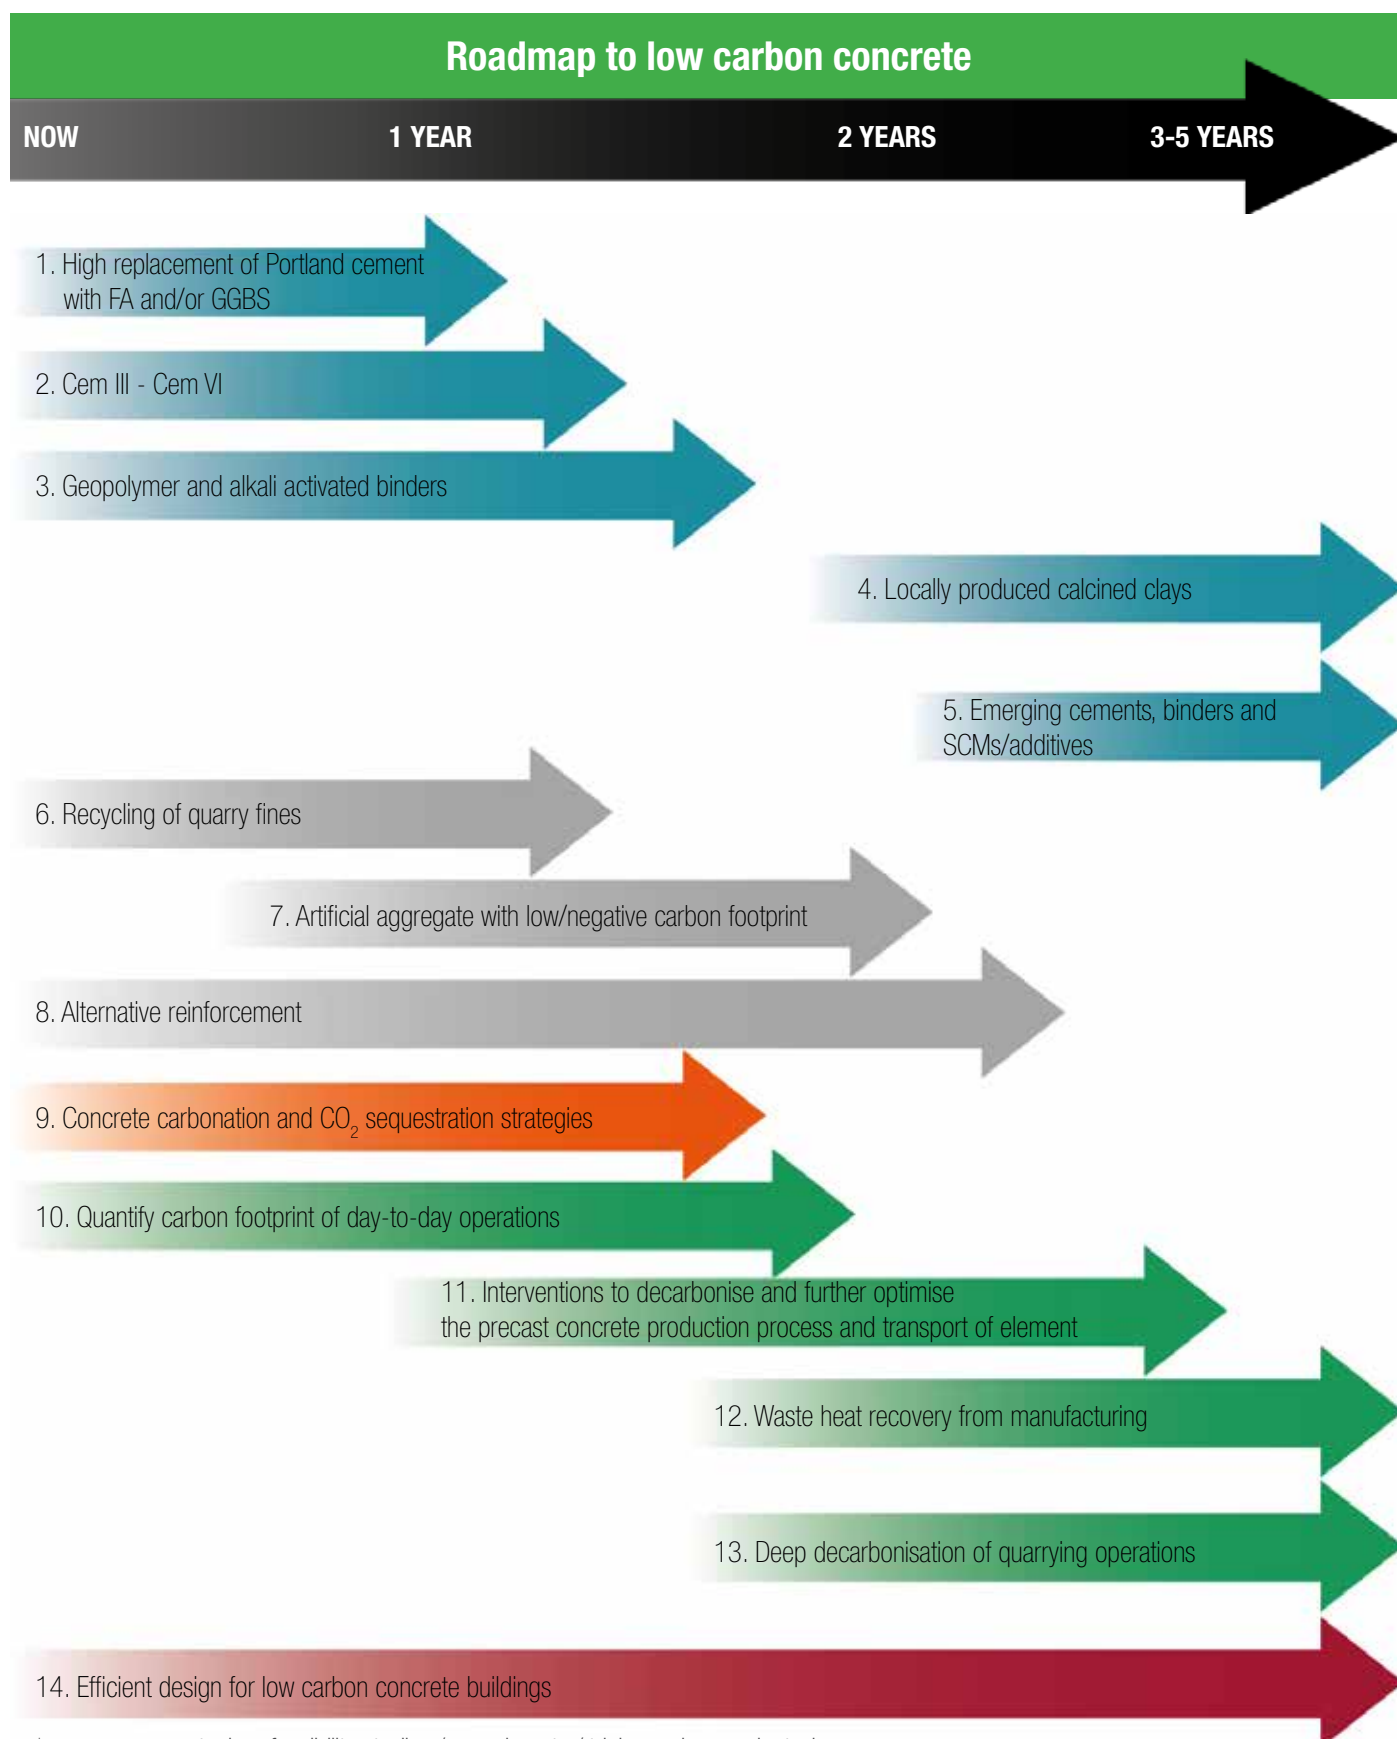 Roadmap to low carbon concrete
NOW 1 YEAR 2 YEARS 3-5 YEARS
1. High replacement of Portland cement
with FA and/or GGBS
2. Cem III - Cem VI
3. Geopolymer and alkali activated binders
4. Locally produced calcined clays
5. Emerging cements, binders and
SCMs/additives
6. Recycling of quarry fines
7. Artificial aggregate with low/negative carbon footprint
8. Alternative reinforcement
9. Concrete carbonation and CO₂ sequestration strategies
10. Quantify carbon footprint of day-to-day operations
11. Interventions to decarbonise and further optimise
the precast concrete production process and transport of element
12. Waste heat recovery from manufacturing
13. Deep decarbonisation of quarrying operations
14. Efficient design for low carbon concrete buildings